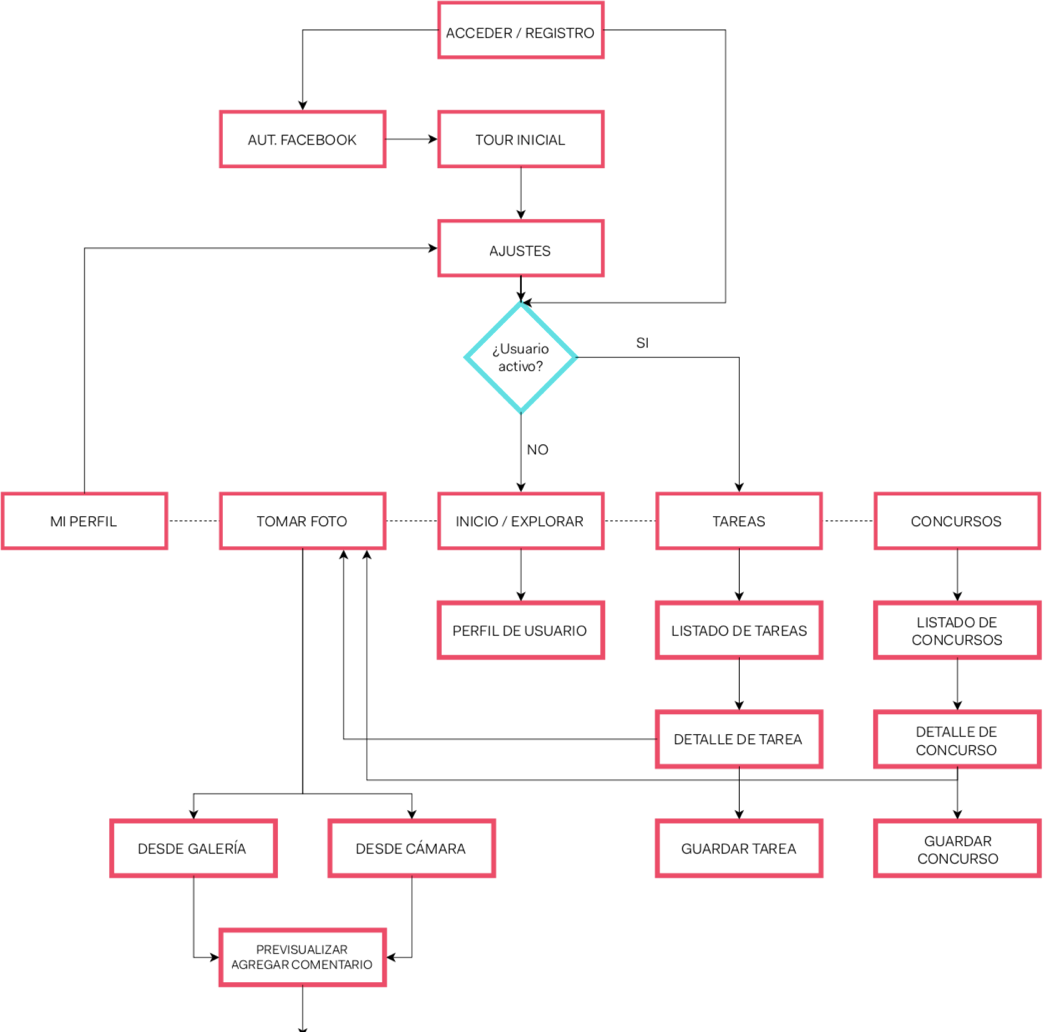 ACCEDER / REGISTRO
AUT. FACEBOOK
TOUR INICIAL
AJUSTES
¿Usuario
activo?
SI
NO
MI PERFIL
TOMAR FOTO
INICIO / EXPLORAR
TAREAS
CONCURSOS
PERFIL DE USUARIO
LISTADO DE TAREAS
LISTADO DE
CONCURSOS
DETALLE DE TAREA
DETALLE DE
CONCURSO
DESDE GALERÍA
DESDE CÁMARA
GUARDAR TAREA
GUARDAR
CONCURSO
PREVISUALIZAR
AGREGAR COMENTARIO